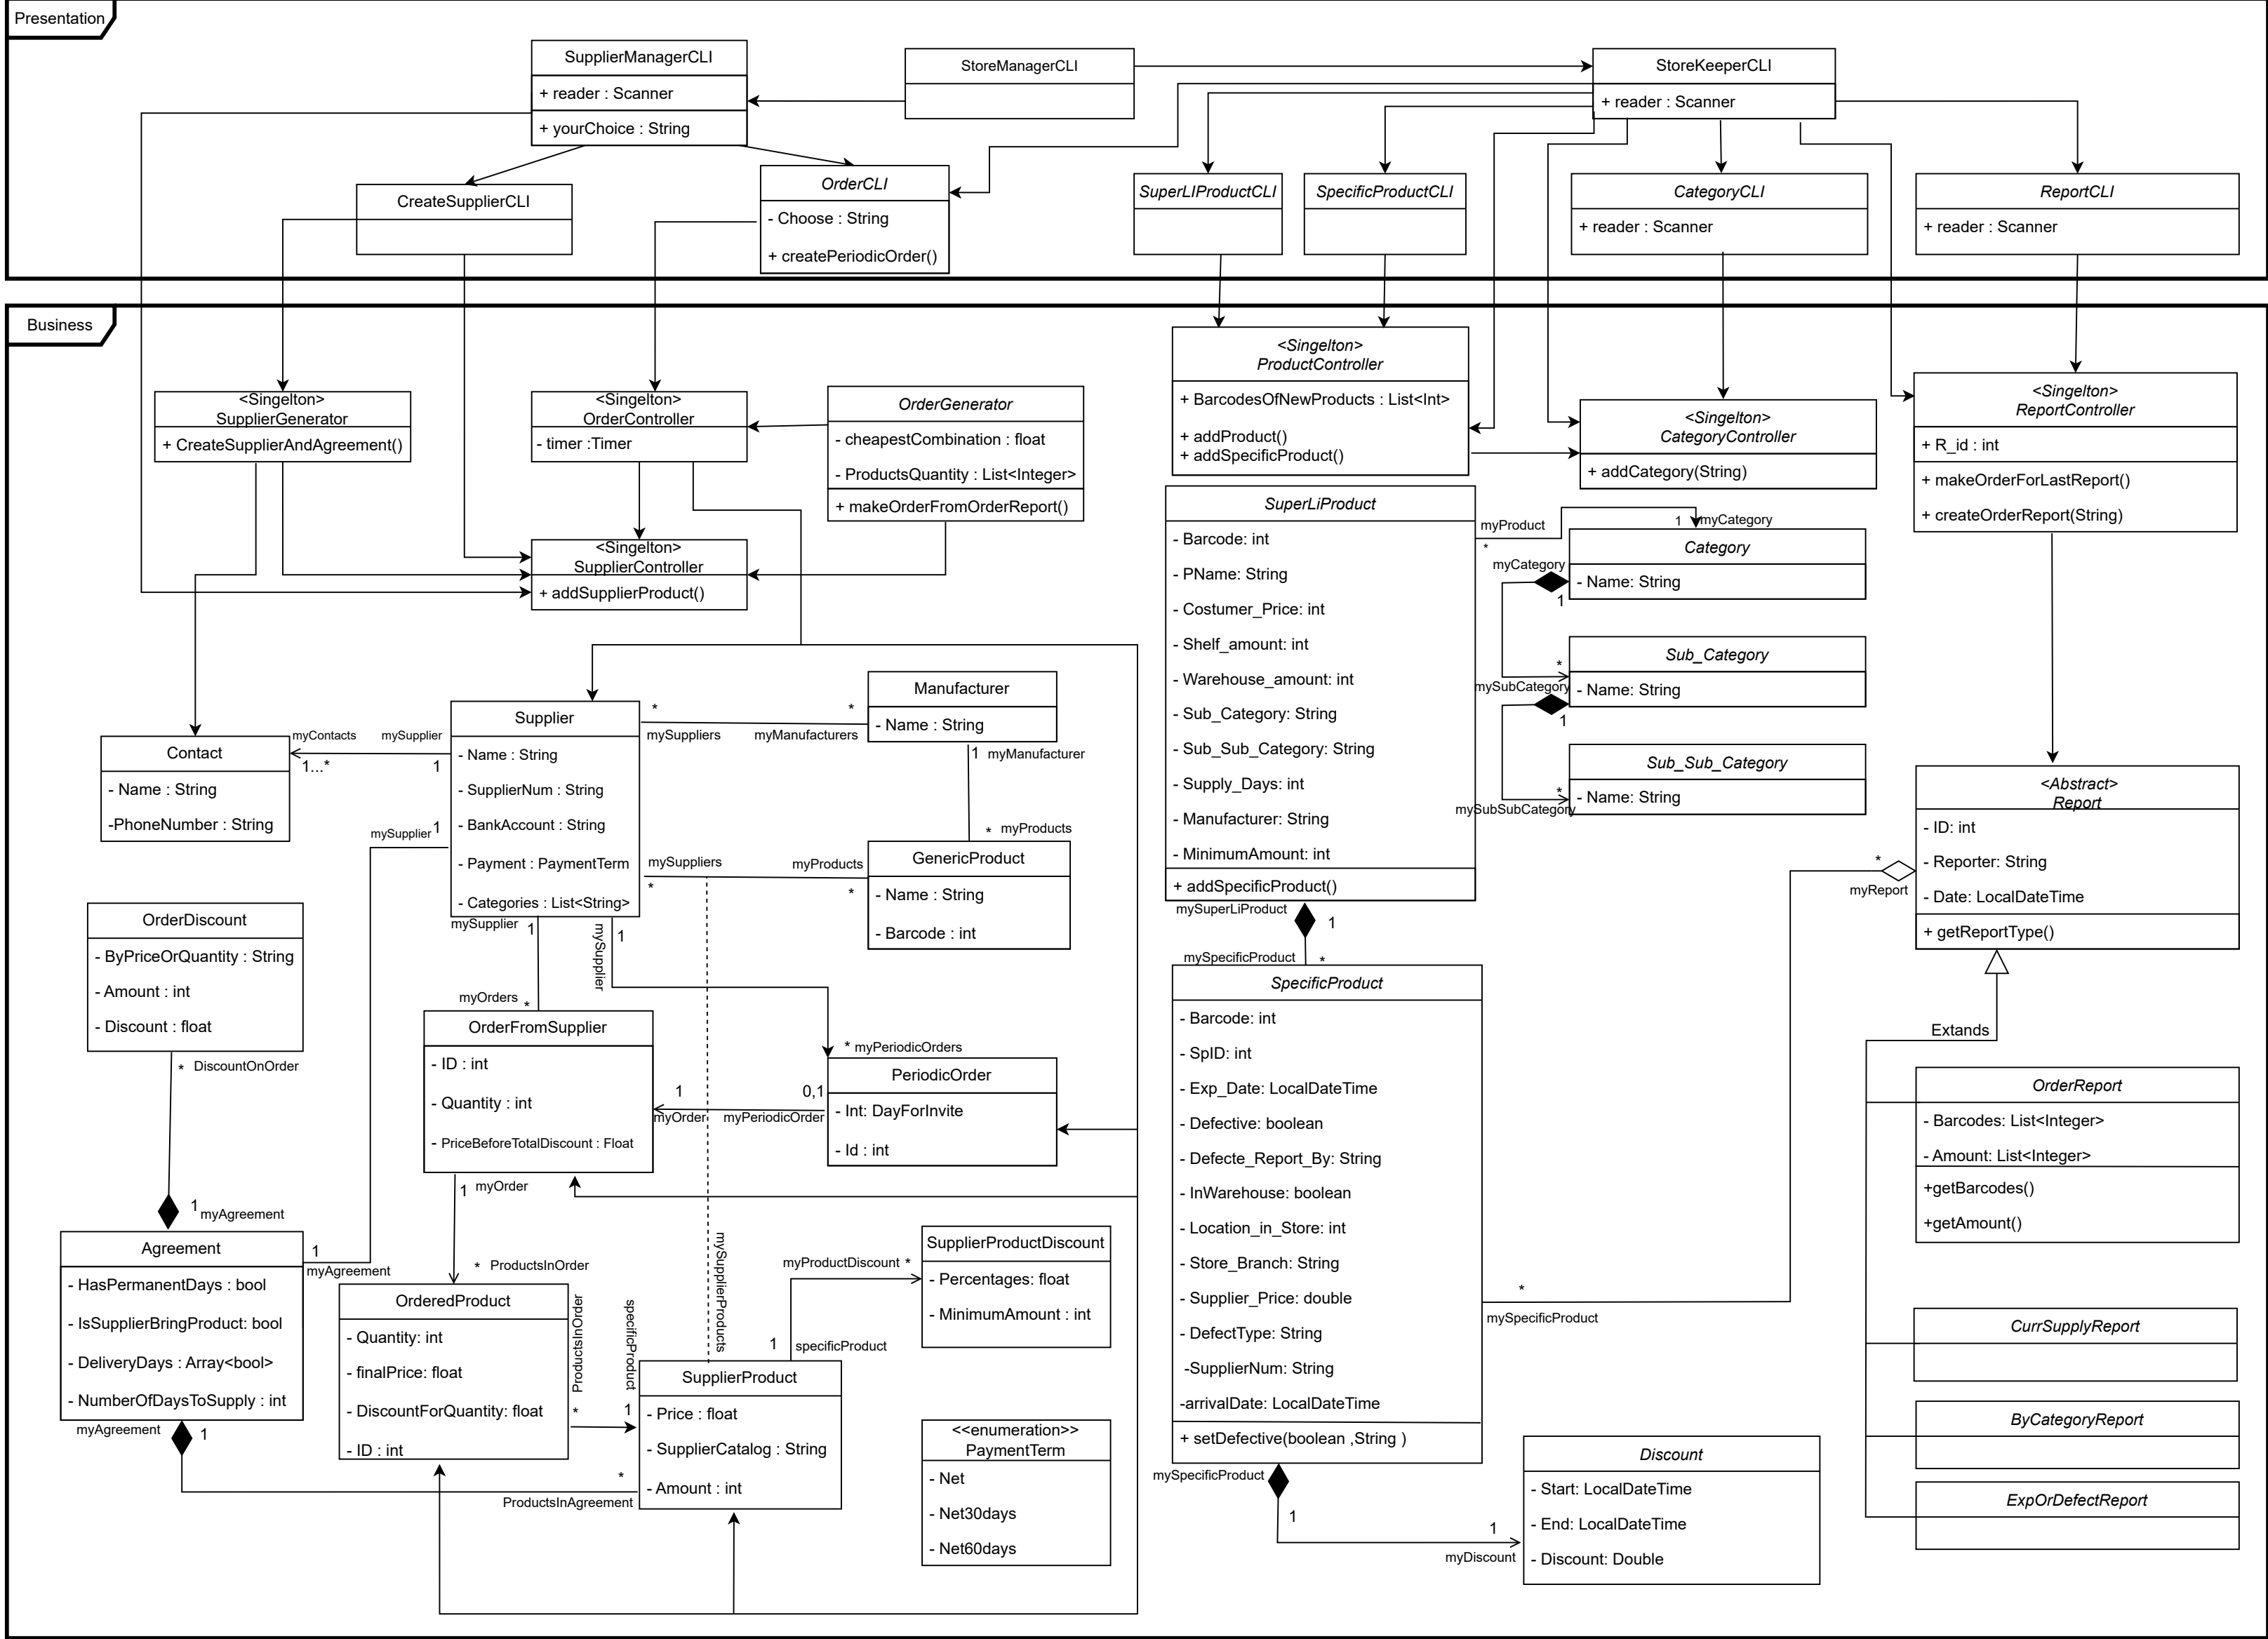 Presentation
SupplierManagerCLI
+ reader : Scanner
+ yourChoice : String
StoreManagerCLI
StoreKeeperCLI
+ reader : Scanner
CreateSupplierCLI
OrderCLI
- Choose : String
+ createPeriodicOrder()
SuperLIProductCLI
SpecificProductCLI
CategoryCLI
+ reader : Scanner
ReportCLI
+ reader : Scanner
Business
<Singelton>
SupplierGenerator
+ CreateSupplierAndAgreement()
<Singelton>
OrderController
- timer :Timer
OrderGenerator
- cheapestCombination : float
- ProductsQuantity : List<Integer>
+ makeOrderFromOrderReport()
<Singelton>
ProductController
+ BarcodesOfNewProducts : List<Int>
+ addProduct()
+ addSpecificProduct()
<Singelton>
CategoryController
+ addCategory(String)
<Singelton>
ReportController
+ R_id : int
+ makeOrderForLastReport()
+ createOrderReport(String)
<Singelton>
SupplierController
+ addSupplierProduct()
SuperLiProduct
- Barcode: int
- PName: String
- Costumer_Price: int
- Shelf_amount: int
- Warehouse_amount: int
- Sub_Category: String
- Sub_Sub_Category: String
- Supply_Days: int
- Manufacturer: String
- MinimumAmount: int
+ addSpecificProduct()
myProduct
*
1
myCategory
Category
- Name: String
myCategory
1
Sub_Category
- Name: String
*
mySubCategory
1
Sub_Sub_Category
- Name: String
*
mySubSubCategory
Supplier
- Name : String
- SupplierNum : String
- BankAccount : String
- Payment : PaymentTerm
- Categories : List<String>
Manufacturer
- Name : String
*
*
mySuppliers
myManufacturers
1
myManufacturer
*
myProducts
Contact
- Name : String
-PhoneNumber : String
myContacts
mySupplier
1...*
1
mySupplier
1
mySuppliers
myProducts
*
*
GenericProduct
- Name : String
- Barcode : int
<Abstract>
Report
- ID: int
- Reporter: String
- Date: LocalDateTime
+ getReportType()
*
myReport
OrderDiscount
- ByPriceOrQuantity : String
- Amount : int
- Discount : float
*
DiscountOnOrder
mySupplier
1
mySupplier
1
myOrders
*
OrderFromSupplier
- ID : int
- Quantity : int
- PriceBeforeTotalDiscount : Float
*
myPeriodicOrders
PeriodicOrder
- Int: DayForInvite
- Id : int
1
0,1
myOrder
myPeriodicOrder
mySuperLiProduct
1
mySpecificProduct
*
SpecificProduct
- Barcode: int
- SpID: int
- Exp_Date: LocalDateTime
- Defective: boolean
- Defecte_Report_By: String
- InWarehouse: boolean
- Location_in_Store: int
- Store_Branch: String
- Supplier_Price: double
- DefectType: String
-SupplierNum: String
-arrivalDate: LocalDateTime
+ setDefective(boolean ,String )
*
mySpecificProduct
Extands
OrderReport
- Barcodes: List<Integer>
- Amount: List<Integer>
+getBarcodes()
+getAmount()
CurrSupplyReport
ByCategoryReport
ExpOrDefectReport
1
myAgreement
Agreement
- HasPermanentDays : bool
- IsSupplierBringProduct: bool
- DeliveryDays : Array<bool>
- NumberOfDaysToSupply : int
1
myAgreement
myAgreement
1
1
myOrder
*
ProductsInOrder
OrderedProduct
- Quantity: int
- finalPrice: float
- DiscountForQuantity: float
- ID : int
ProductsInOrder
*
specificProduct
1
mySupplierProducts
SupplierProduct
- Price : float
- SupplierCatalog : String
- Amount : int
*
ProductsInAgreement
myProductDiscount
*
1
specificProduct
SupplierProductDiscount
- Percentages: float
- MinimumAmount : int
<<enumeration>>
PaymentTerm
- Net
- Net30days
- Net60days
mySpecificProduct
1
1
myDiscount
Discount
- Start: LocalDateTime
- End: LocalDateTime
- Discount: Double